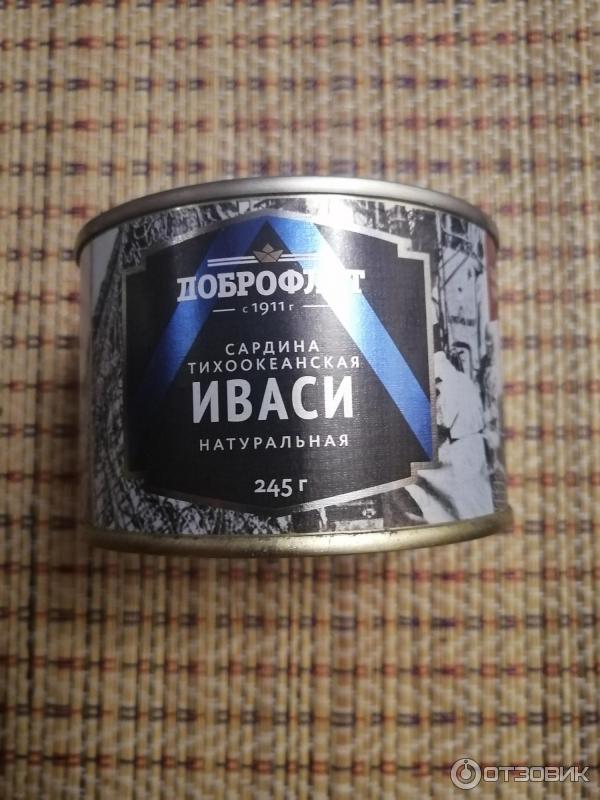 ДОБРОФЛОТ
с 1911 г
САРДИНА
ТИХООКЕАНСКАЯ
ИВАСИ
НАТУРАЛЬНАЯ
245 г
ОТЗОВИК